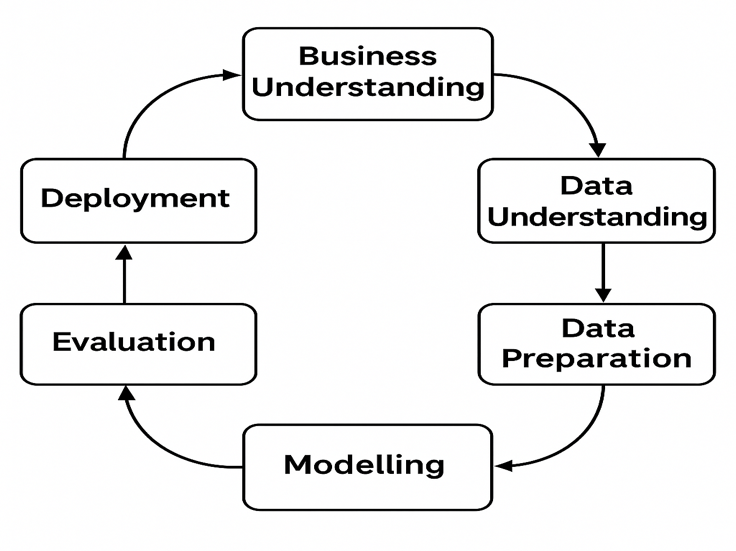 Business
Understanding
Data
Understanding
Data
Preparation
Modelling
Evaluation
Deployment